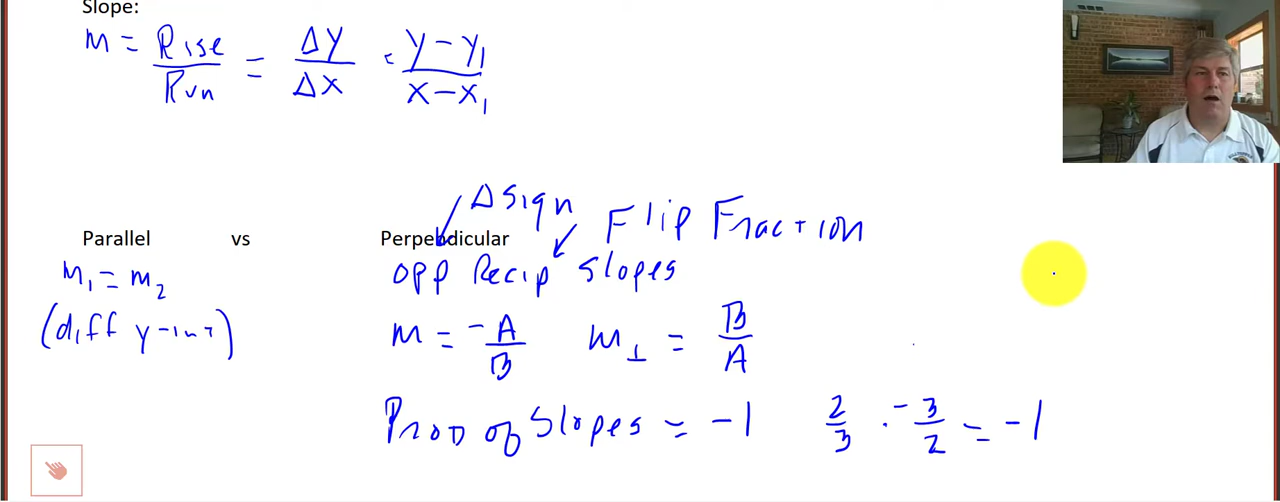 Slope:
m = Rise/Run = Δy/Δx = y - y₁/x - x₁
Δ Sign Flip Fraction
Parallel vs Perpendicular
m₁ = m₂ opp Recip Slopes
(diff y-int)
m = -A/B m⊥ = B/A
Prod of Slopes = -1 2/3 · -3/2 = -1